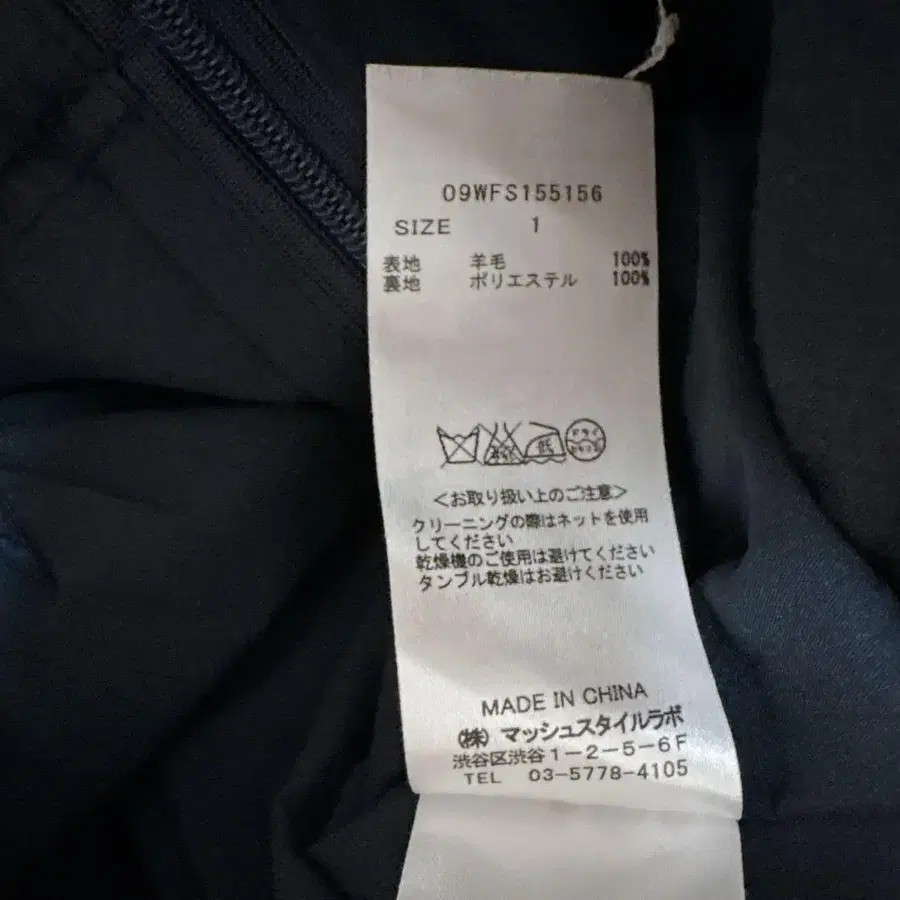 09WFS155156
SIZE 1
表地 羊毛 100%
裏地 ポリエステル 100%
低
ドライ
<お取り扱い上のご注意>
クリーニングの際はネットを使用
してください
乾燥機のご使用は避けてください
タンブル乾燥はお避けください
MADE IN CHINA
(株) マッシュスタイルラボ
渋谷区渋谷1-2-5-6F
TEL 03-5778-4105